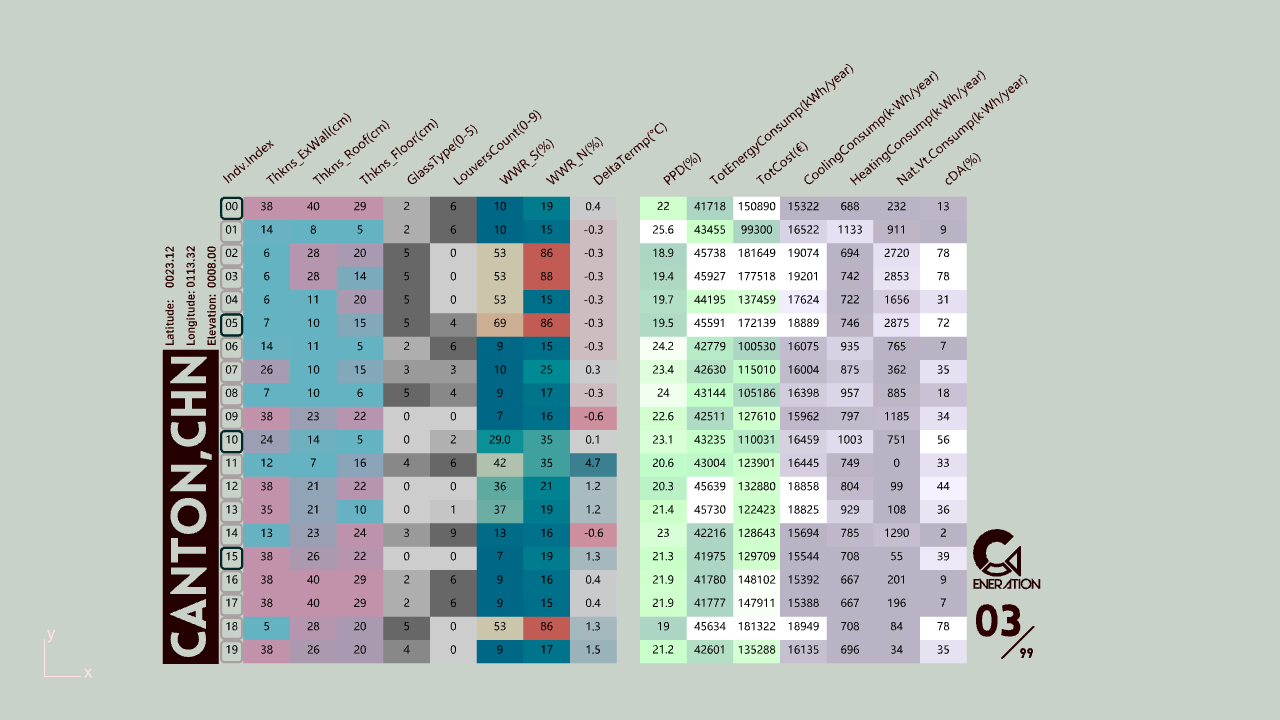 Indv.Index Thkns_ExWall(cm) Thkns_Roof(cm) Thkns_Floor(cm) GlassType(0-5) LouversCount(0-9) WWR_S(%) WWR_N(%) DeltaTermp(°C) PPD(%) TotEnergyConsump(kWh/year) TotCost(€) CoolingConsump(k·Wh/year) HeatingConsump(k·Wh/year) Nat.Vt.Consump(k·Wh/year) cDA(%)
00 38 40 29 2 6 10 19 0.4 22 41718 150890 15322 688 232 13
01 14 8 5 2 6 10 15 -0.3 25.6 43455 99300 16522 1133 911 9
02 6 28 20 5 0 53 86 -0.3 18.9 45738 181649 19074 694 2720 78
03 6 28 14 5 0 53 88 -0.3 19.4 45927 177518 19201 742 2853 78
04 6 11 20 5 0 53 15 -0.3 19.7 44195 137459 17624 722 1656 31
05 7 10 15 5 4 69 86 -0.3 19.5 45591 172139 18889 746 2875 72
06 14 11 5 2 6 9 15 -0.3 24.2 42779 100530 16075 935 765 7
07 26 10 15 3 3 10 25 0.3 23.4 42630 115010 16004 875 362 35
08 7 10 6 5 4 9 17 -0.3 24 43144 105186 16398 957 885 18
09 38 23 22 0 0 7 16 -0.6 22.6 42511 127610 15962 797 1185 34
10 24 14 5 0 2 29.0 35 0.1 23.1 43235 110031 16459 1003 751 56
11 12 7 16 4 6 42 35 4.7 20.6 43004 123901 16445 749 0 33
12 38 21 22 0 0 36 21 1.2 20.3 45639 132880 18858 804 99 44
13 35 21 10 0 1 37 19 1.2 21.4 45730 122423 18825 929 108 36
14 13 23 24 3 9 13 16 -0.6 23 42216 128643 15694 785 1290 2
15 38 26 22 0 0 7 19 1.3 21.3 41975 129709 15544 708 55 39
16 38 40 29 2 6 9 16 0.4 21.9 41780 148102 15392 667 201 9
17 38 40 29 2 6 9 15 0.4 21.9 41777 147911 15388 667 196 7
18 5 28 20 5 0 53 86 1.3 19 45634 181322 18949 708 84 78
19 38 26 20 4 0 9 17 1.5 21.2 42601 135288 16135 696 34 35
Latitude: 0023.12
Longitude: 0113.32
Elevation: 0008.00
CANTON,CHN
G
ENERATION
03/99
y
x